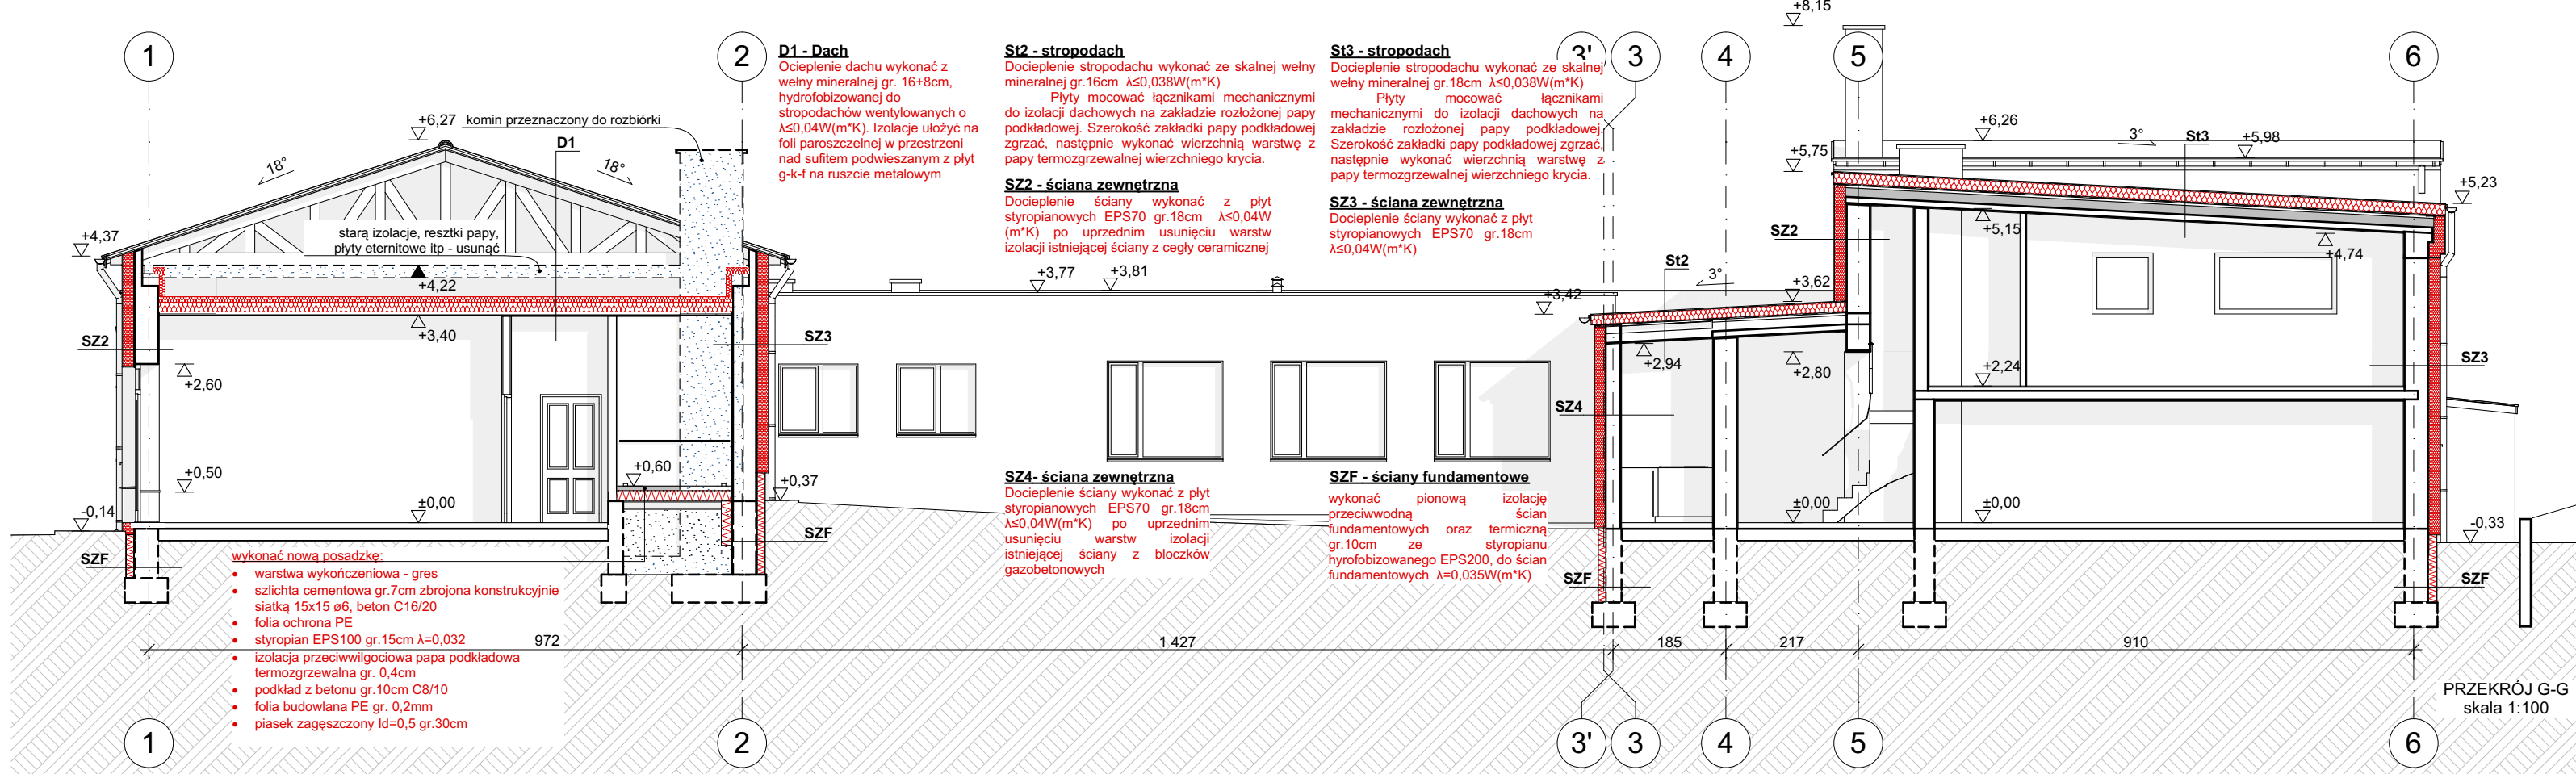 1
2
3'
3
4
5
6
D1 - Dach
Ocieplenie dachu wykonać z
wełny mineralnej gr. 16+8cm,
hydrofobizowanej do
stropodachów wentylowanych o
λ≤0,04W(m*K). Izolacje ułożyć na
foli paroszczelnej w przestrzeni
nad sufitem podwieszanym z płyt
g-k-f na ruszcie metalowym
St2 - stropodach
Docieplenie stropodachu wykonać ze skalnej wełny
mineralnej gr.16cm λ≤0,038W(m*K)
Płyty mocować łącznikami mechanicznymi
do izolacji dachowych na zakładzie rozłożonej papy
podkładowej. Szerokość zakładki papy podkładowej
zgrzać, następnie wykonać wierzchnią warstwę z
papy termozgrzewalnej wierzchniego krycia.
SZ2 - ściana zewnętrzna
Docieplenie ściany wykonać z płyt
styropianowych EPS70 gr.18cm λ≤0,04W
(m*K) po uprzednim usunięciu warstw
izolacji istniejącej ściany z cegły ceramicznej
St3 - stropodach
Docieplenie stropodachu wykonać ze skalnej
wełny mineralnej gr.18cm λ≤0,038W(m*K)
Płyty mocować łącznikami
mechanicznymi do izolacji dachowych na
zakładzie rozłożonej papy podkładowej.
Szerokość zakładki papy podkładowej zgrzać,
następnie wykonać wierzchnią warstwę z
papy termozgrzewalnej wierzchniego krycia.
SZ3 - ściana zewnętrzna
Docieplenie ściany wykonać z płyt
styropianowych EPS70 gr.18cm
λ≤0,04W(m*K)
+8,15
+6,27
komin przeznaczony do rozbiórki
D1
18°
18°
starą izolacje, resztki papy,
płyty eternitowe itp - usunąć
+4,37
+4,22
+3,40
SZ2
+2,60
+0,50
±0,00
-0,14
SZF
+0,60
SZ3
+0,37
SZF
+3,77
+3,81
+3,42
St2
3°
+3,62
+2,94
+2,80
SZ4
±0,00
SZF
+5,75
SZ2
+6,26
3°
St3
+5,98
+5,23
+5,15
+4,74
+2,24
SZ3
±0,00
-0,33
SZF
SZ4- ściana zewnętrzna
Docieplenie ściany wykonać z płyt
styropianowych EPS70 gr.18cm
λ≤0,04W(m*K) po uprzednim
usunięciu warstw izolacji
istniejącej ściany z bloczków
gazobetonowych
SZF - ściany fundamentowe
wykonać pionową izolację
przeciwwodną ścian
fundamentowych oraz termiczną
gr.10cm ze styropianu
hyrofobizowanego EPS200, do ścian
fundamentowych λ=0,035W(m*K)
wykonać nową posadzkę:
• warstwa wykończeniowa - gres
• szlichta cementowa gr.7cm zbrojona konstrukcyjnie
siatką 15x15 ø6, beton C16/20
• folia ochrona PE
• styropian EPS100 gr.15cm λ=0,032
• izolacja przeciwwilgociowa papa podkładowa
termozgrzewalna gr. 0,4cm
• podkład z betonu gr.10cm C8/10
• folia budowlana PE gr. 0,2mm
• piasek zagęszczony Id=0,5 gr.30cm
972
1 427
185
217
910
PRZEKRÓJ G-G
skala 1:100
1
2
3'
3
4
5
6